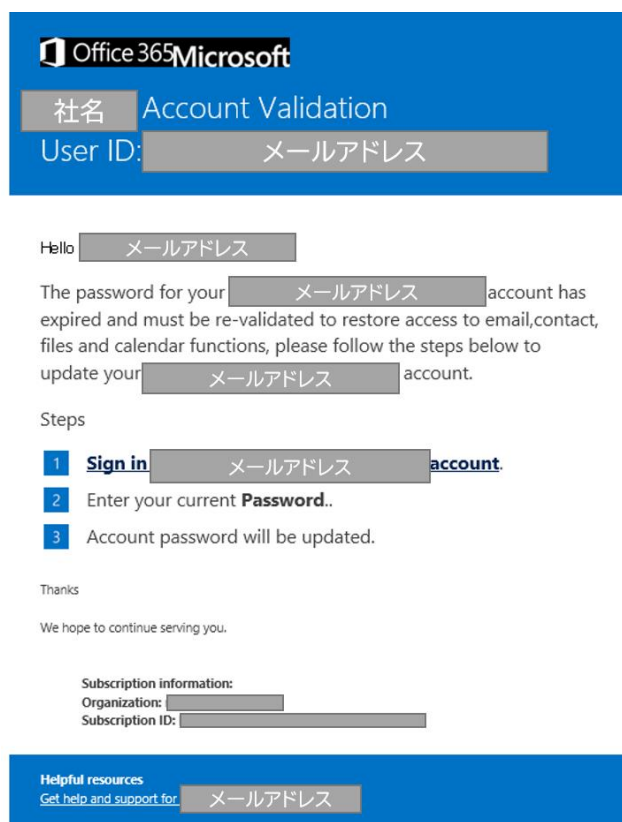 Office 365Microsoft
社名 Account Validation
User ID: メールアドレス
Hello メールアドレス
The password for your メールアドレス account has
expired and must be re-validated to restore access to email,contact,
files and calendar functions, please follow the steps below to
update your メールアドレス account.
Steps
1 Sign in メールアドレス account.
2 Enter your current Password..
3 Account password will be updated.
Thanks
We hope to continue serving you.
Subscription information:
Organization:
Subscription ID:
Helpful resources
Get help and support for メールアドレス